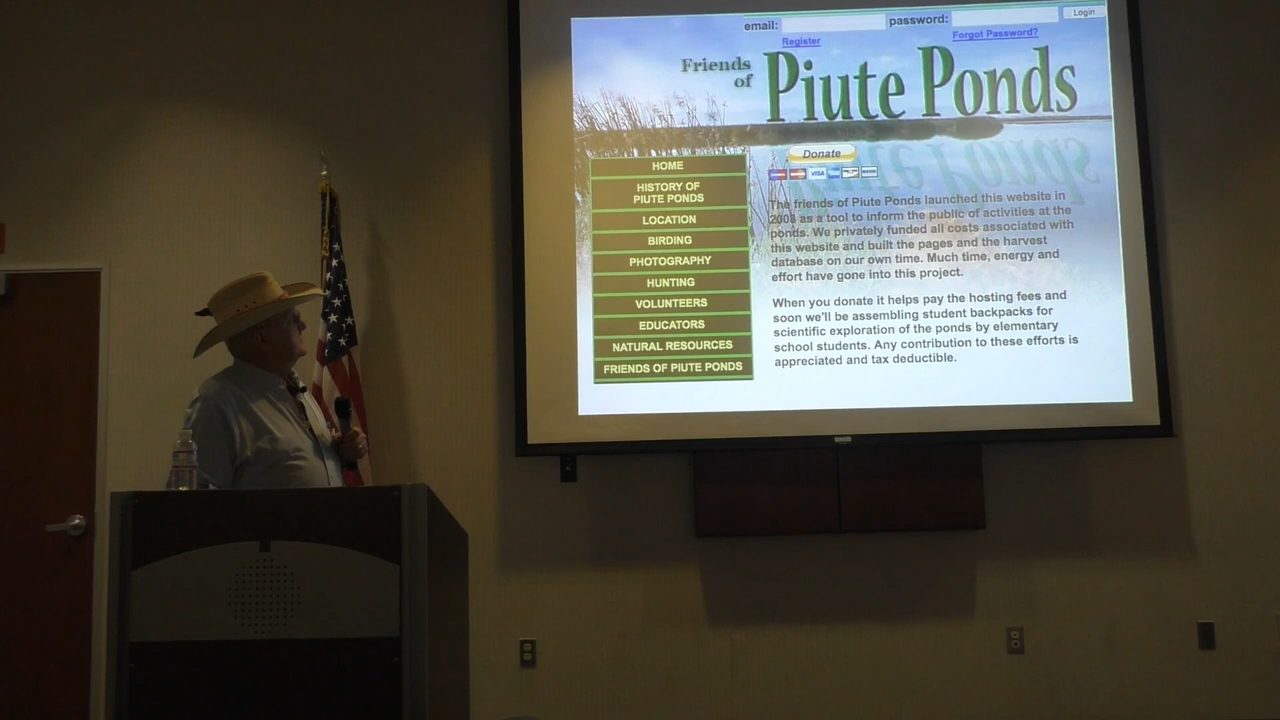 email:
password:
Login
Register
Forgot Password?
Friends
of
Piute Ponds
HOME
HISTORY OF
PIUTE PONDS
LOCATION
BIRDING
PHOTOGRAPHY
HUNTING
VOLUNTEERS
EDUCATORS
NATURAL RESOURCES
FRIENDS OF PIUTE PONDS
Donate
VISA
BANK
The friends of Piute Ponds launched this website in
2008 as a tool to inform the public of activities at the
ponds. We privately funded all costs associated with
this website and built the pages and the harvest
database on our own time. Much time, energy and
effort have gone into this project.
When you donate it helps pay the hosting fees and
soon we'll be assembling student backpacks for
scientific exploration of the ponds by elementary
school students. Any contribution to these efforts is
appreciated and tax deductible.